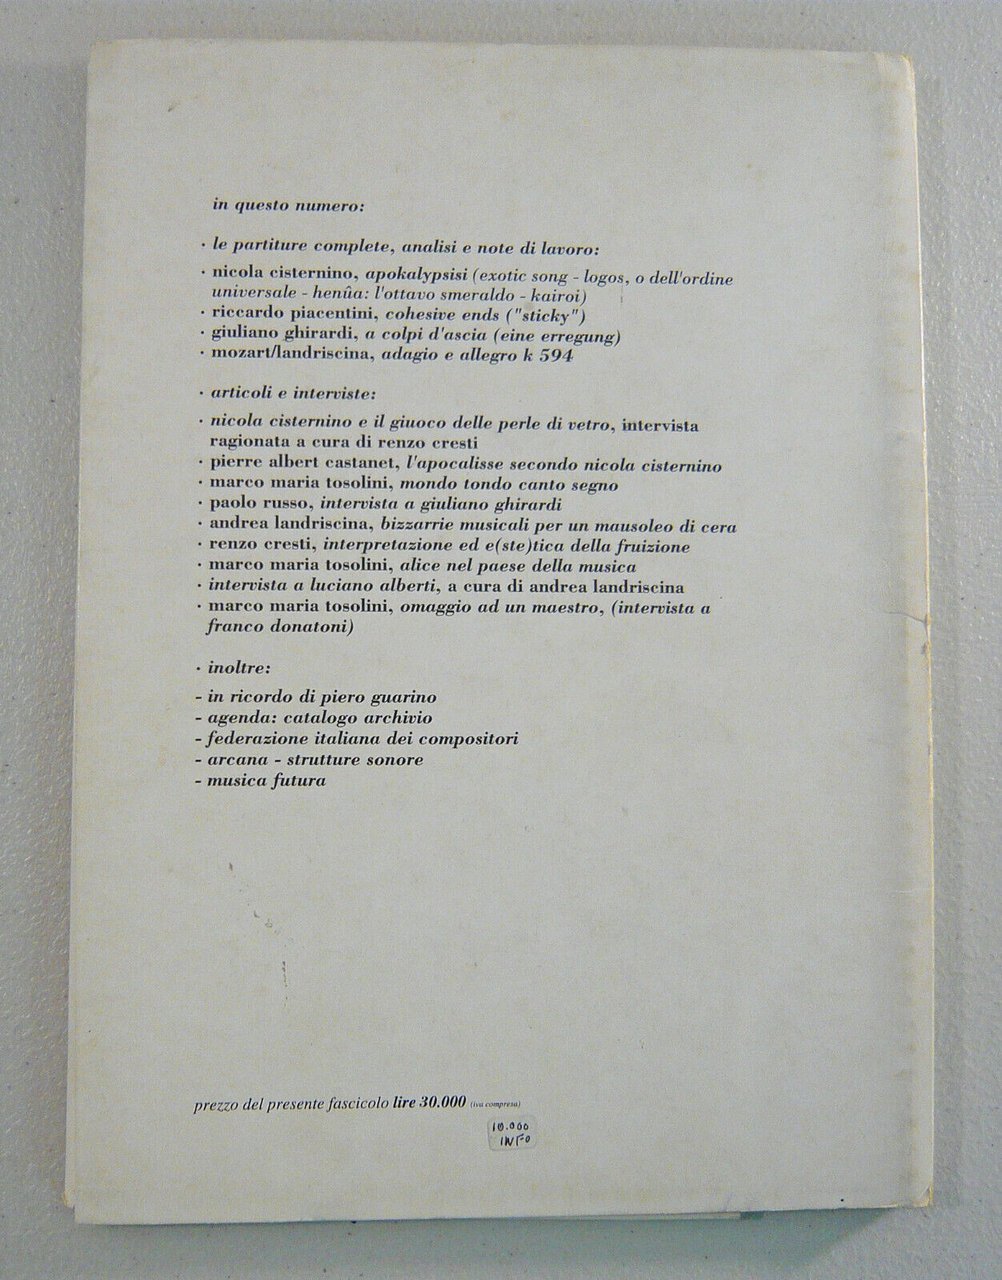 in questo numero:
· le partiture complete, analisi e note di lavoro:
· nicola cisternino, apokalypsisi (exotic song - logos, o dell'ordine
universale - henûa: l'ottavo smeraldo - kairoi)
· riccardo piacentini, cohesive ends ("sticky")
· giuliano ghirardi, a colpi d'ascia (eine erregung)
· mozart/landriscina, adagio e allegro k 594
· articoli e interviste:
· nicola cisternino e il giuoco delle perle di vetro, intervista
ragionata a cura di renzo cresti
· pierre albert castanet, l'apocalisse secondo nicola cisternino
· marco maria tosolini, mondo tondo canto segno
· paolo russo, intervista a giuliano ghirardi
· andrea landriscina, bizzarrie musicali per un mausoleo di cera
· renzo cresti, interpretazione ed e(ste)tica della fruizione
· marco maria tosolini, alice nel paese della musica
· intervista a luciano alberti, a cura di andrea landriscina
· marco maria tosolini, omaggio ad un maestro, (intervista a
franco donatoni)
· inoltre:
- in ricordo di piero guarino
- agenda: catalogo archivio
- federazione italiana dei compositori
- arcana - strutture sonore
- musica futura
prezzo del presente fascicolo lire 30.000 (iva compresa)
10.000
INFO